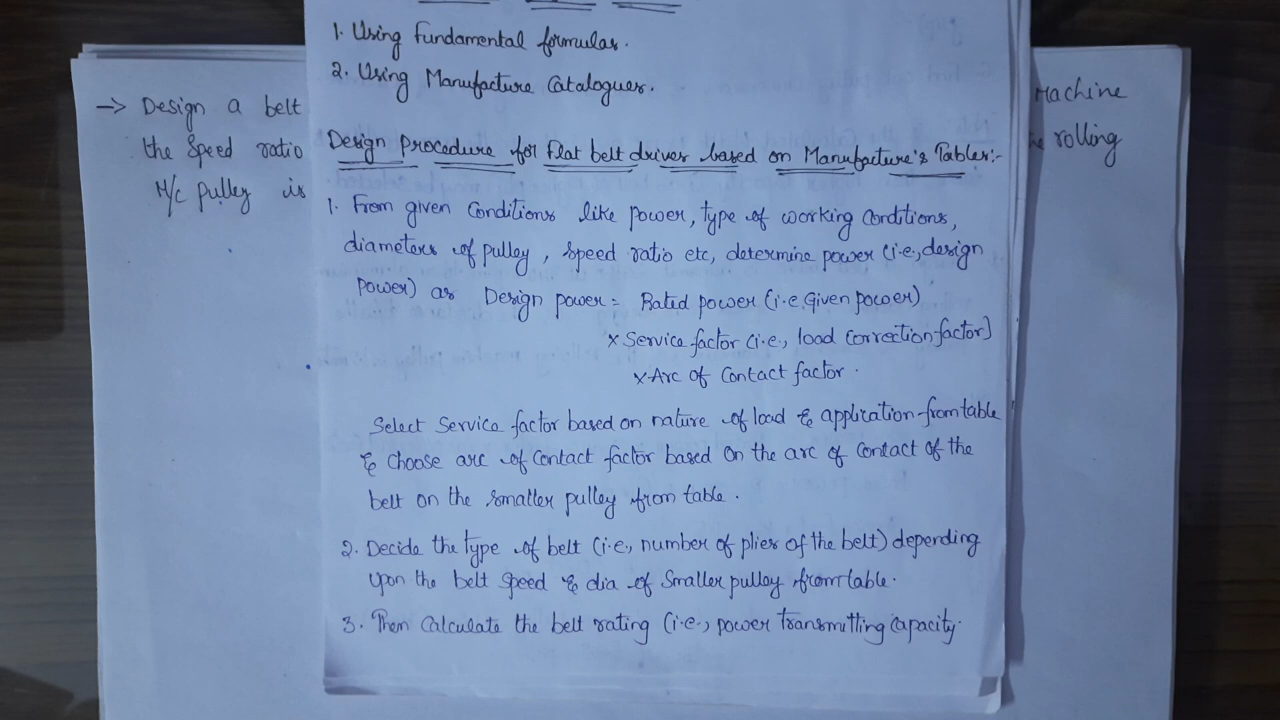 1. Using fundamental formulas.
2. Using Manufacture Catalogues.
Design Procedure for flat belt drives based on Manufacture's Tables:-
1. From given Conditions like power, type of working Conditions,
diameters of pulley, speed ratio etc, determine power (i.e, design
power) as Design power = Rated power (i.e Given power)
x Service factor (i.e., load Correction factor)
x Arc of Contact factor.
Select Service factor based on nature of load & application from table
& Choose arc of Contact factor based on the arc of contact of the
belt on the smaller pulley from table.
2. Decide the type of belt (i.e, number of plies of the belt) depending
upon the belt speed & dia of smaller pulley from table.
3. Then Calculate the belt rating (i.e., power transmitting Capacity.
-> Design a belt
the speed ratio
M/c pulley is
Machine
rolling